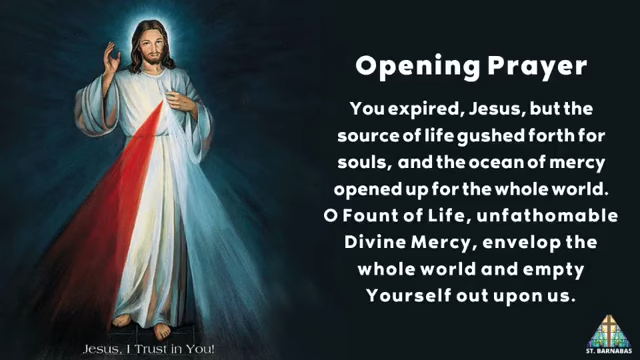 Opening Prayer
You expired, Jesus, but the
source of life gushed forth for
souls, and the ocean of mercy
opened up for the whole world.
O Fount of Life, unfathomable
Divine Mercy, envelop the
whole world and empty
Yourself out upon us.
Jesus, I Trust in You!
ST. BARNABAS